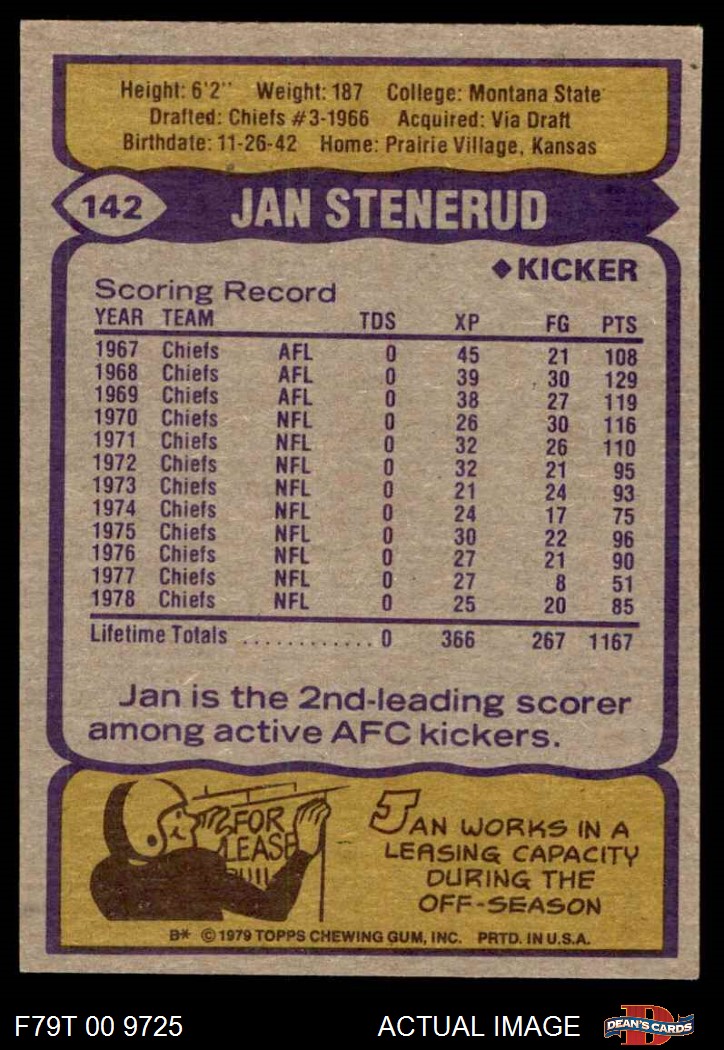 Height: 6'2" Weight: 187 College: Montana State
Drafted: Chiefs #3-1966 Acquired: Via Draft
Birthdate: 11-26-42 Home: Prairie Village, Kansas
142 JAN STENERUD
◆KICKER
Scoring Record
YEAR TEAM TDS XP FG PTS
1967 Chiefs AFL 0 45 21 108
1968 Chiefs AFL 0 39 30 129
1969 Chiefs AFL 0 38 27 119
1970 Chiefs NFL 0 26 30 116
1971 Chiefs NFL 0 32 26 110
1972 Chiefs NFL 0 32 21 95
1973 Chiefs NFL 0 21 24 93
1974 Chiefs NFL 0 24 17 75
1975 Chiefs NFL 0 30 22 96
1976 Chiefs NFL 0 27 21 90
1977 Chiefs NFL 0 27 8 51
1978 Chiefs NFL 0 25 20 85
Lifetime Totals ............ 0 366 267 1167
Jan is the 2nd-leading scorer
among active AFC kickers.
FOR
LEASE
JAN WORKS IN A
LEASING CAPACITY
DURING THE
OFF-SEASON
B* © 1979 TOPPS CHEWING GUM, INC. PRTD. IN U.S.A.
F79T 00 9725 ACTUAL IMAGE DEAN'S CARDS